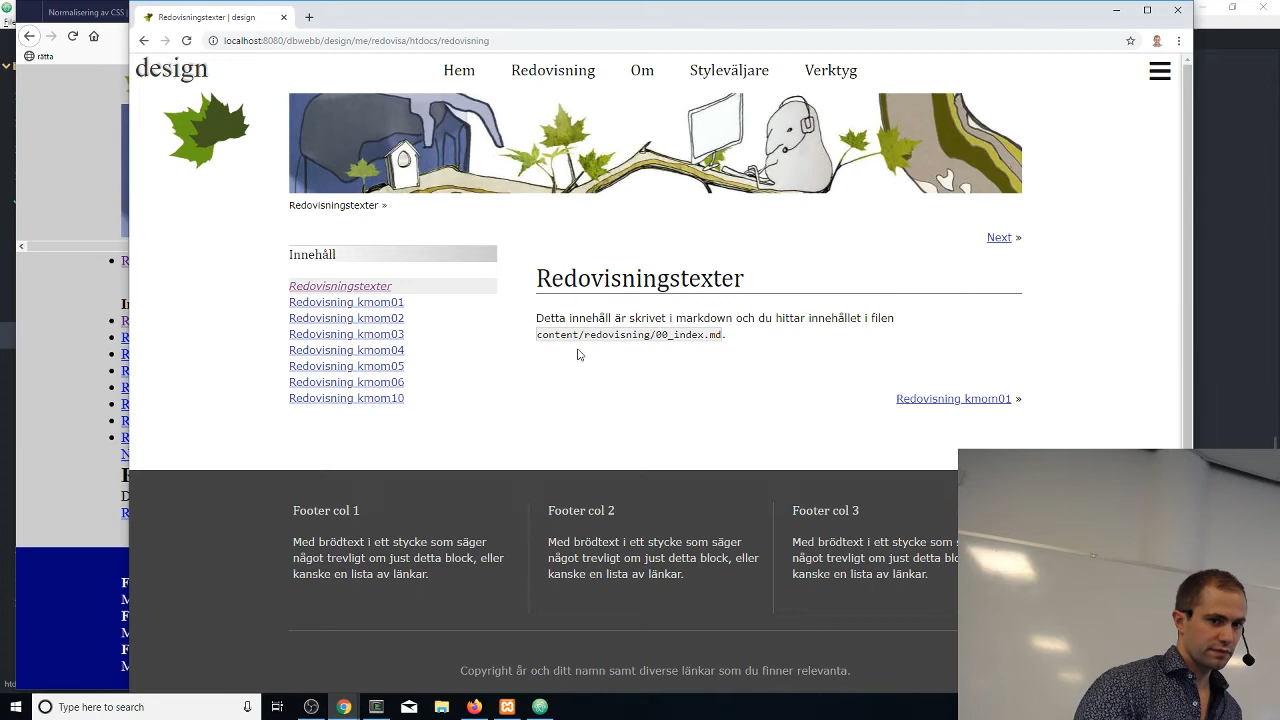 Normalisering av CSS |
rätta
Redovisningstexter | design
localhost:8080/dbwebb/design/me/redovisa/htdocs/redovisning
design
Hem
Redovisning
Om
Styleväljare
Verktyg
Redovisningstexter »
Next »
Innehåll
Redovisningstexter
Redovisning kmom01
Redovisning kmom02
Redovisning kmom03
Redovisning kmom04
Redovisning kmom05
Redovisning kmom06
Redovisning kmom10
Redovisningstexter
Detta innehåll är skrivet i markdown och du hittar innehållet i filen
content/redovisning/00_index.md.
Redovisning kmom01 »
Footer col 1
Med brödtext i ett stycke som säger
något trevligt om just detta block, eller
kanske en lista av länkar.
Footer col 2
Med brödtext i ett stycke som säger
något trevligt om just detta block, eller
kanske en lista av länkar.
Footer col 3
Med brödtext i ett stycke som s
något trevligt om just detta blo
kanske en lista av länkar.
Copyright år och ditt namn samt diverse länkar som du finner relevanta.
Type here to search